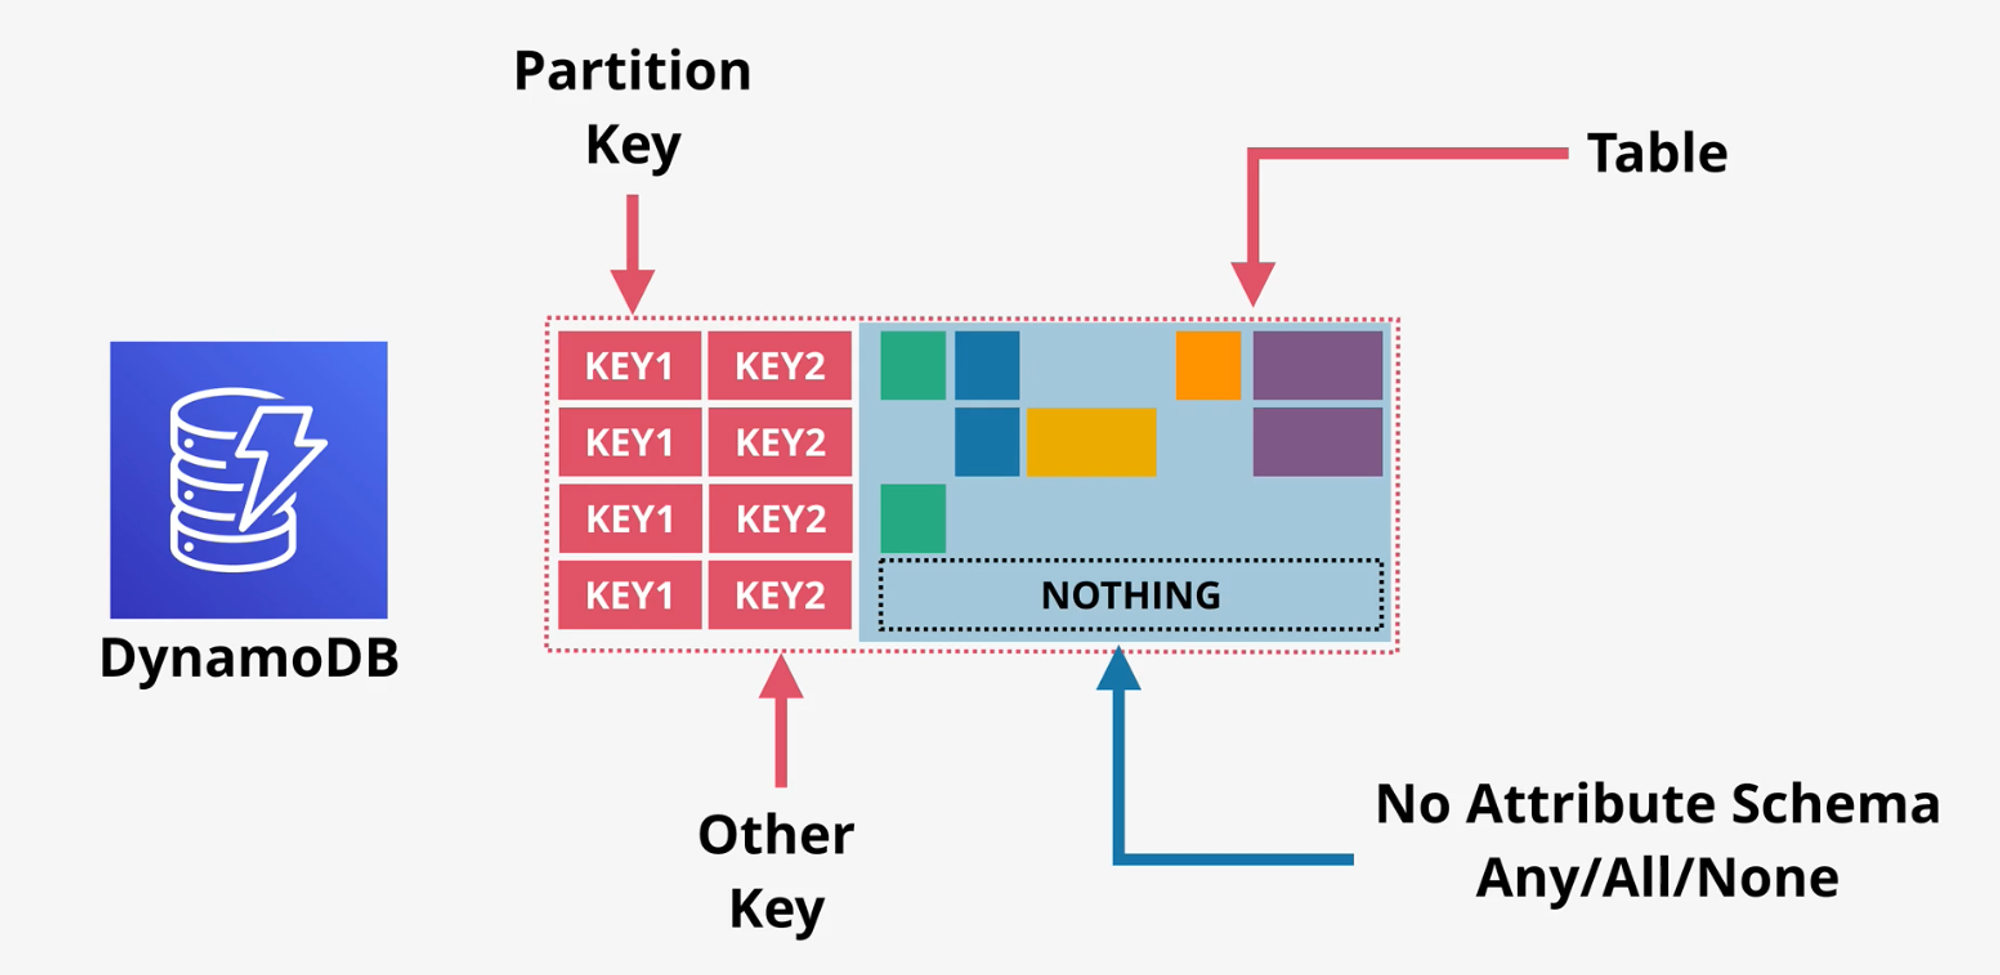 Partition
Key
Table
KEY1 KEY2
KEY1 KEY2
KEY1 KEY2
KEY1 KEY2 NOTHING
DynamoDB
Other
Key
No Attribute Schema
Any/All/None